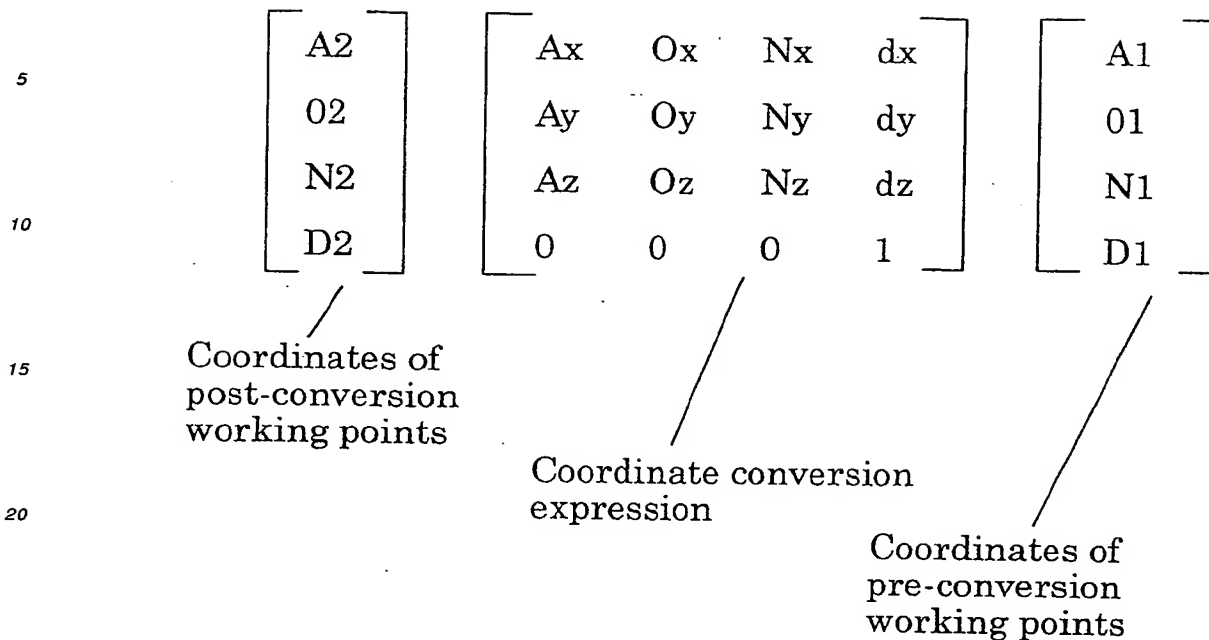 A2 Ax Ox Nx dx A1
5
02 Ay Oy Ny dy 01
N2 Az Oz Nz dz N1
10
D2 0 0 0 1 D1
Coordinates of
15
post-conversion
working points
Coordinate conversion
expression
20
Coordinates of
pre-conversion
working points